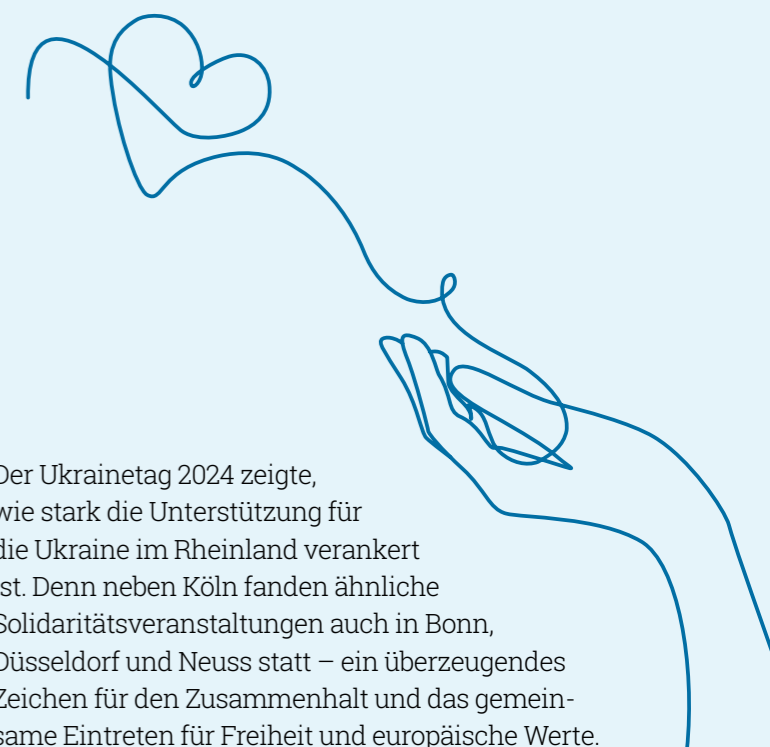 Der Ukrainetag 2024 zeigte,
wie stark die Unterstützung für
die Ukraine im Rheinland verankert
ist. Denn neben Köln fanden ähnliche
Solidaritätsveranstaltungen auch in Bonn,
Düsseldorf und Neuss statt – ein überzeugendes
Zeichen für den Zusammenhalt und das gemein-
same Eintreten für Freiheit und europäische Werte.